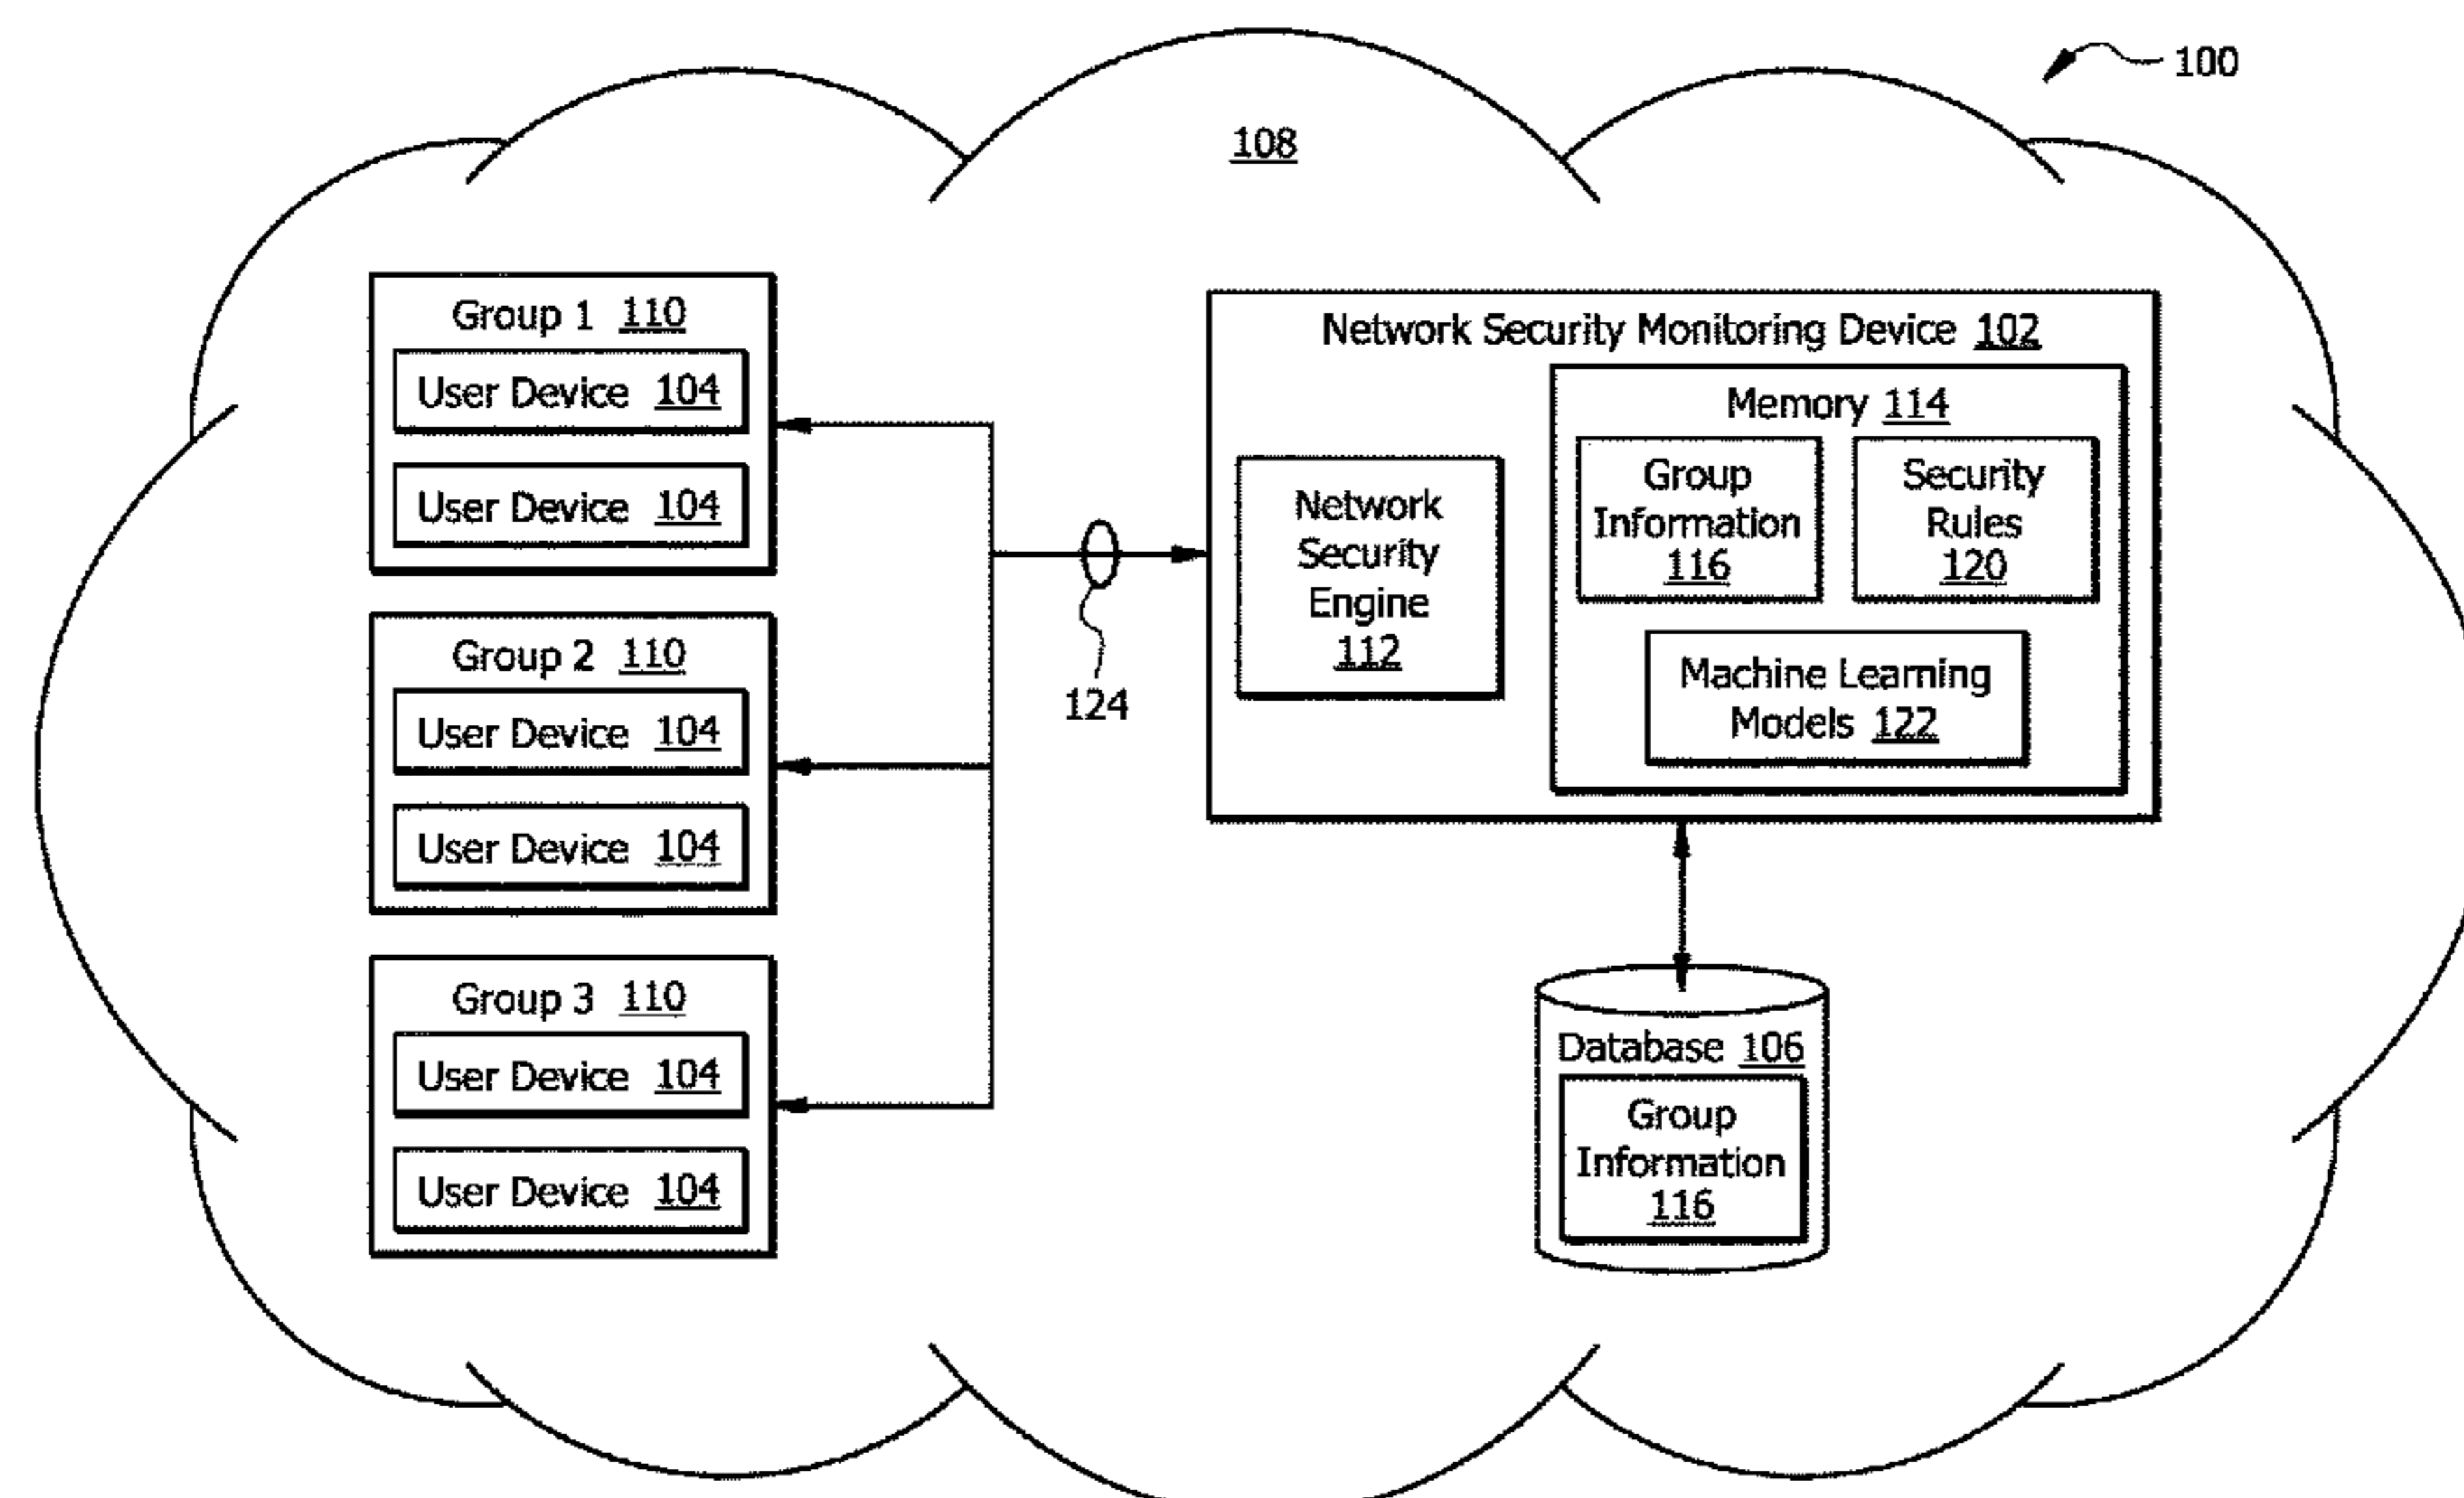 100
108
Group 1 110
User Device 104
User Device 104
Group 2 110
User Device 104
User Device 104
Group 3 110
User Device 104
User Device 104
124
Network Security Monitoring Device 102
Network
Security
Engine
112
Memory 114
Group
Information
116
Security
Rules
120
Machine Learning
Models 122
Database 106
Group
Information
116